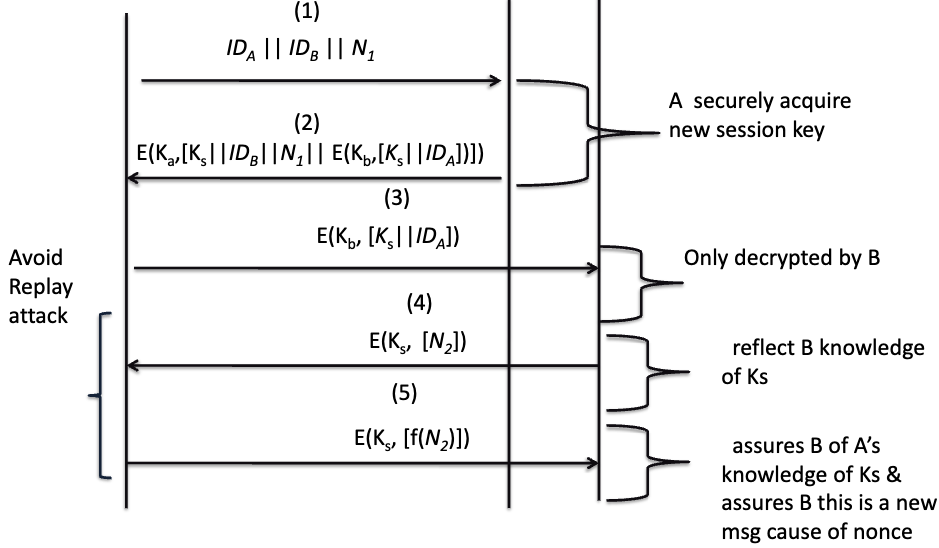 (1)
ID_A || ID_B || N_1
(2)
E(K_a,[K_s||ID_B||N_1|| E(K_b,[K_s||ID_A])])
A  securely acquire
new session key
(3)
E(K_b, [K_s||ID_A])
Only decrypted by B
Avoid
Replay
attack
(4)
E(K_s,  [N_2])
reflect B knowledge
of Ks
(5)
E(K_s, [f(N_2)])
assures B of A’s
knowledge of Ks &
assures B this is a new
msg cause of nonce